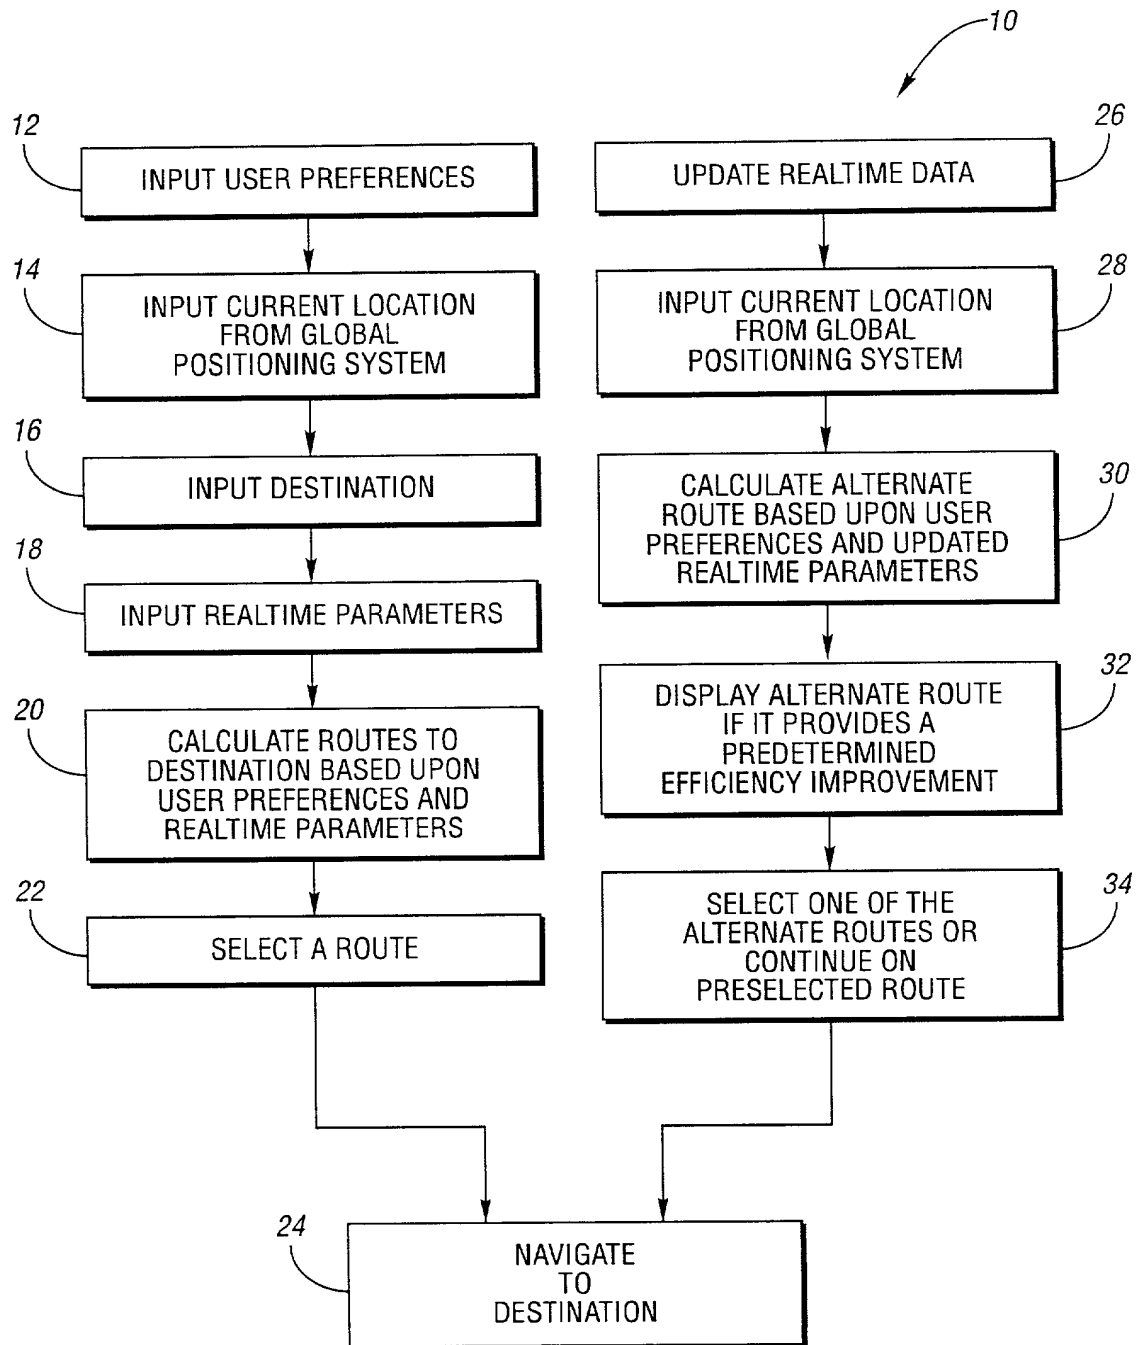 10
12
INPUT USER PREFERENCES
14
INPUT CURRENT LOCATION
FROM GLOBAL
POSITIONING SYSTEM
16
INPUT DESTINATION
18
INPUT REALTIME PARAMETERS
20
CALCULATE ROUTES TO
DESTINATION BASED UPON
USER PREFERENCES AND
REALTIME PARAMETERS
22
SELECT A ROUTE
26
UPDATE REALTIME DATA
28
INPUT CURRENT LOCATION
FROM GLOBAL
POSITIONING SYSTEM
30
CALCULATE ALTERNATE
ROUTE BASED UPON USER
PREFERENCES AND UPDATED
REALTIME PARAMETERS
32
DISPLAY ALTERNATE ROUTE
IF IT PROVIDES A
PREDETERMINED
EFFICIENCY IMPROVEMENT
34
SELECT ONE OF THE
ALTERNATE ROUTES OR
CONTINUE ON
PRESELECTED ROUTE
24
NAVIGATE
TO
DESTINATION